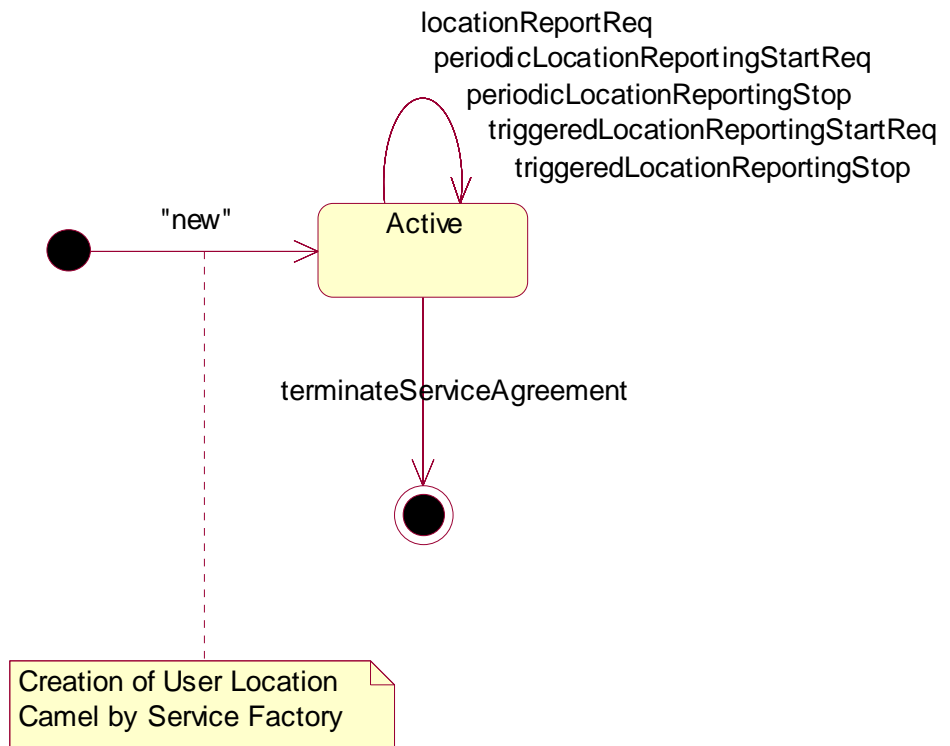 locationReportReq
periodicLocationReportingStartReq
periodicLocationReportingStop
triggeredLocationReportingStartReq
triggeredLocationReportingStop
"new"
Active
terminateServiceAgreement
Creation of User Location
Camel by Service Factory